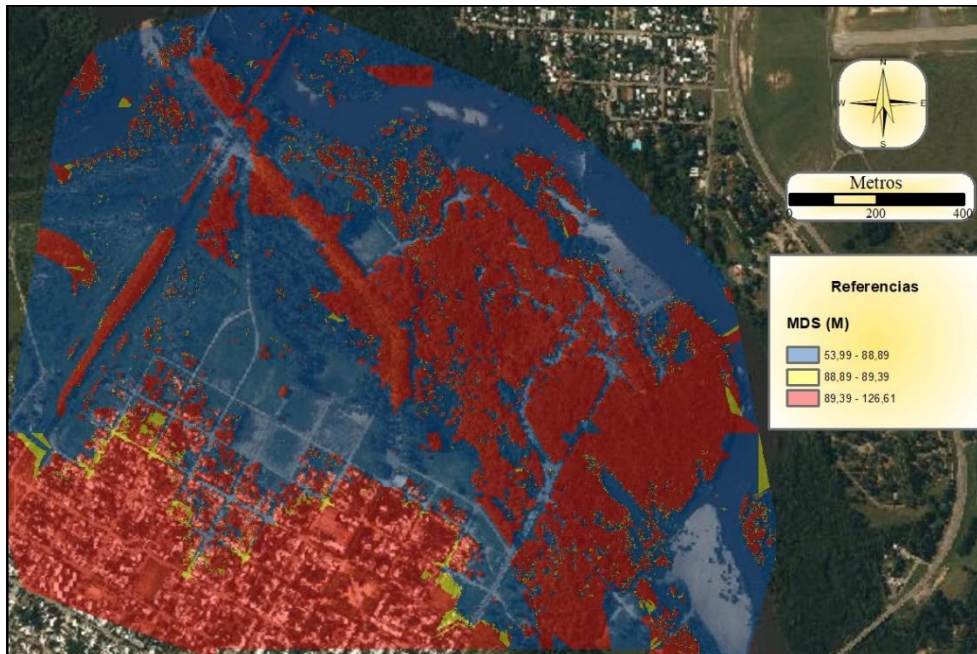 N
W E
S
Metros
0 200 400
Referencias
MDS (M)
53,99 - 88,89
88,89 - 89,39
89,39 - 126,61